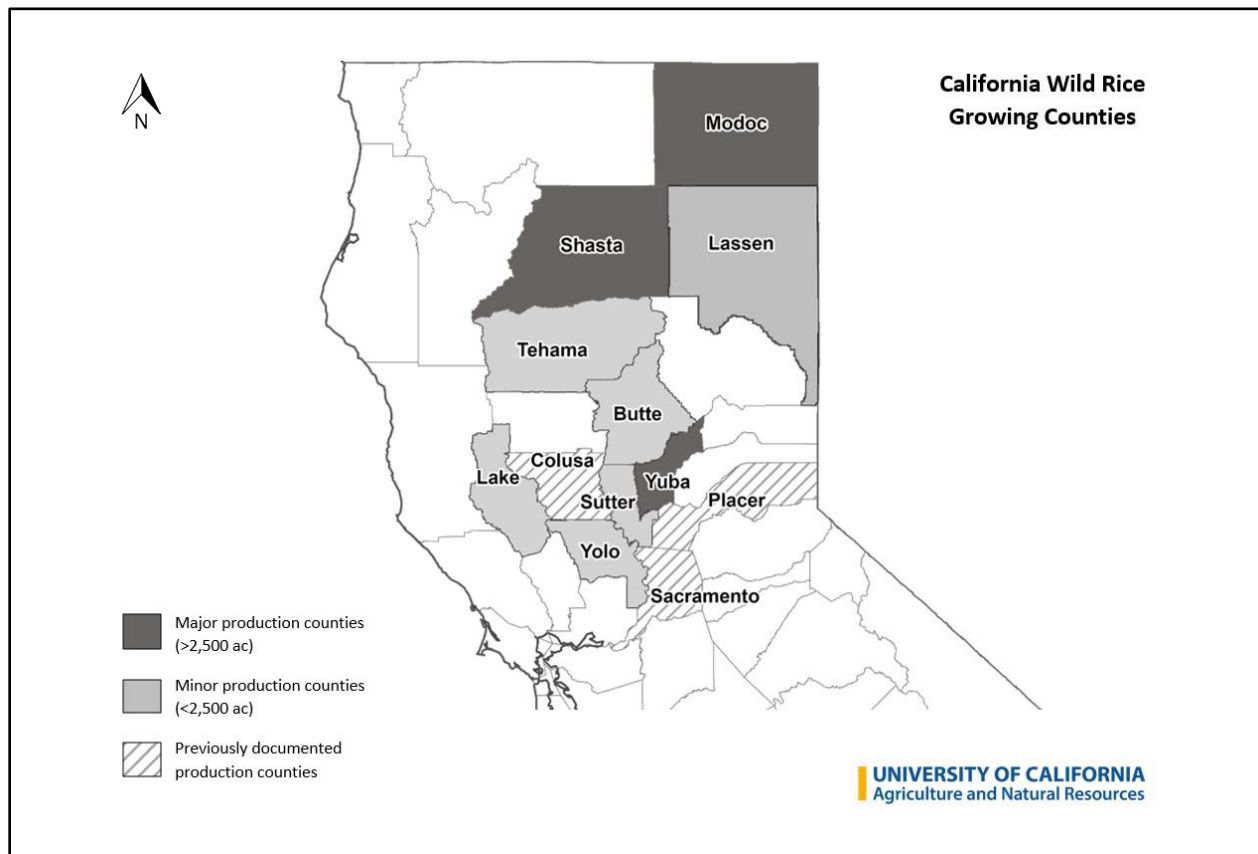 California Wild Rice
Growing Counties
N
Modoc
Shasta
Lassen
Tehama
Butte
Colusa
Lake
Yuba
Sutter
Placer
Yolo
Sacramento
Major production counties
(>2,500 ac)
Minor production counties
(<2,500 ac)
Previously documented
production counties
UNIVERSITY OF CALIFORNIA
Agriculture and Natural Resources